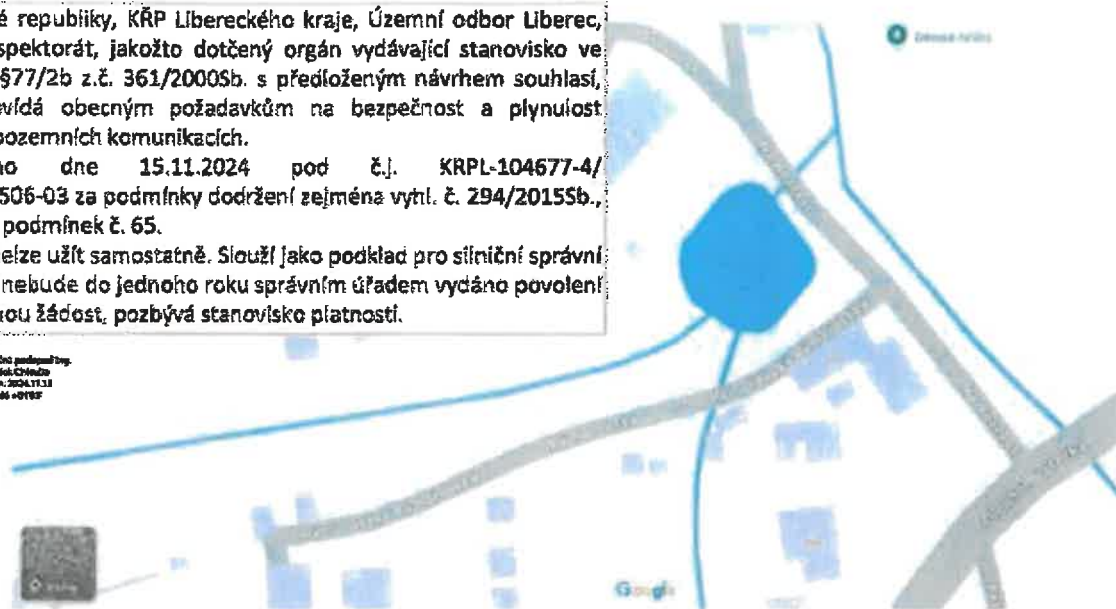 é republiky, KŘP Libereckého kraje, Územní odbor Liberec,
spektorát, jakožto dotčený orgán vydávající stanovisko ve
§77/2b z.č. 361/2000Sb. s předloženým návrhem souhlasí,
vídá obecným požadavkům na bezpečnost a plynulost
pozemních komunikacích.
no dne 15.11.2024 pod č.j. KRPL-104677-4/
506-03 za podmínky dodržení zejména vyhl. č. 294/2015Sb.,
podmínek č. 65.
elze užít samostatně. Slouží jako podklad pro silniční správní
nebude do jednoho roku správním úřadem vydáno povolení
ou žádost, pozbývá stanovisko platnosti.
Google